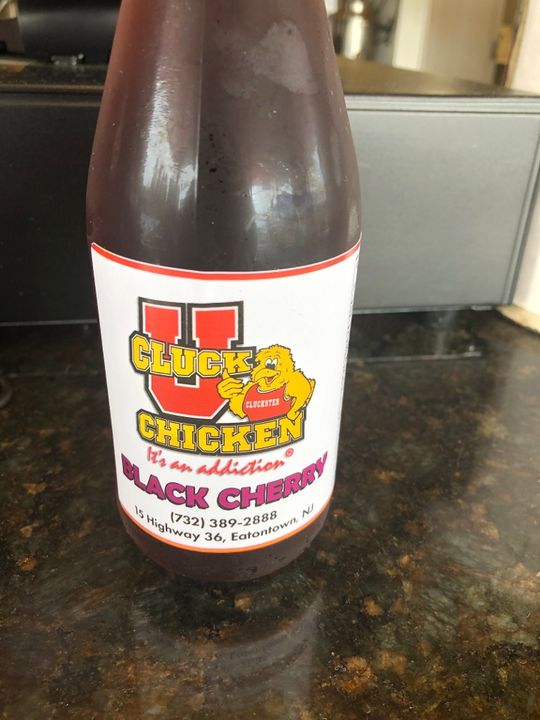 U
CLUCK
CLUCKSTER
CHICKEN
It's an addiction®
BLACK CHERRY
(732) 389-2888
15 Highway 36, Eatontown, NJ